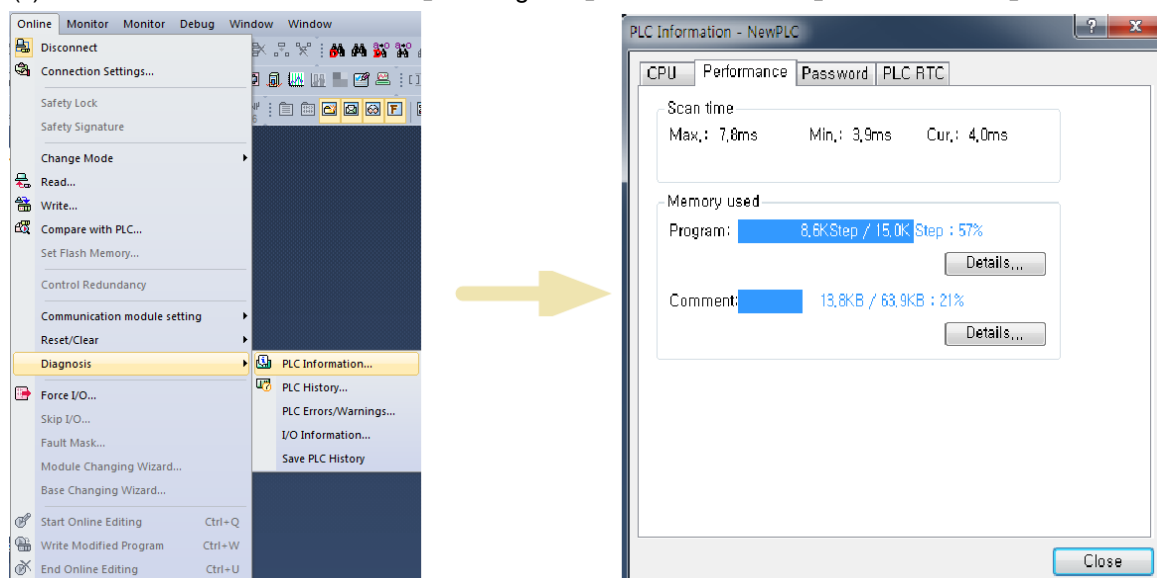 Online Monitor Monitor Debug Window Window
Disconnect
Connection Settings...
Safety Lock
Safety Signature
Change Mode
Read...
Write...
Compare with PLC...
Set Flash Memory...
Control Redundancy
Communication module setting
Reset/Clear
Diagnosis
Force I/O...
Skip I/O...
Fault Mask...
Module Changing Wizard...
Base Changing Wizard...
Start Online Editing Ctrl+Q
Write Modified Program Ctrl+W
End Online Editing Ctrl+U
PLC Information...
PLC History...
PLC Errors/Warnings...
I/O Information...
Save PLC History
PLC Information - NewPLC
CPU Performance Password PLC RTC
Scan time
Max.: 7.8ms Min.: 3.9ms Cur.: 4.0ms
Memory used
Program: 8.6KStep / 15.0K Step : 57%
Details...
Comment: 13.8KB / 63.9KB : 21%
Details...
Close